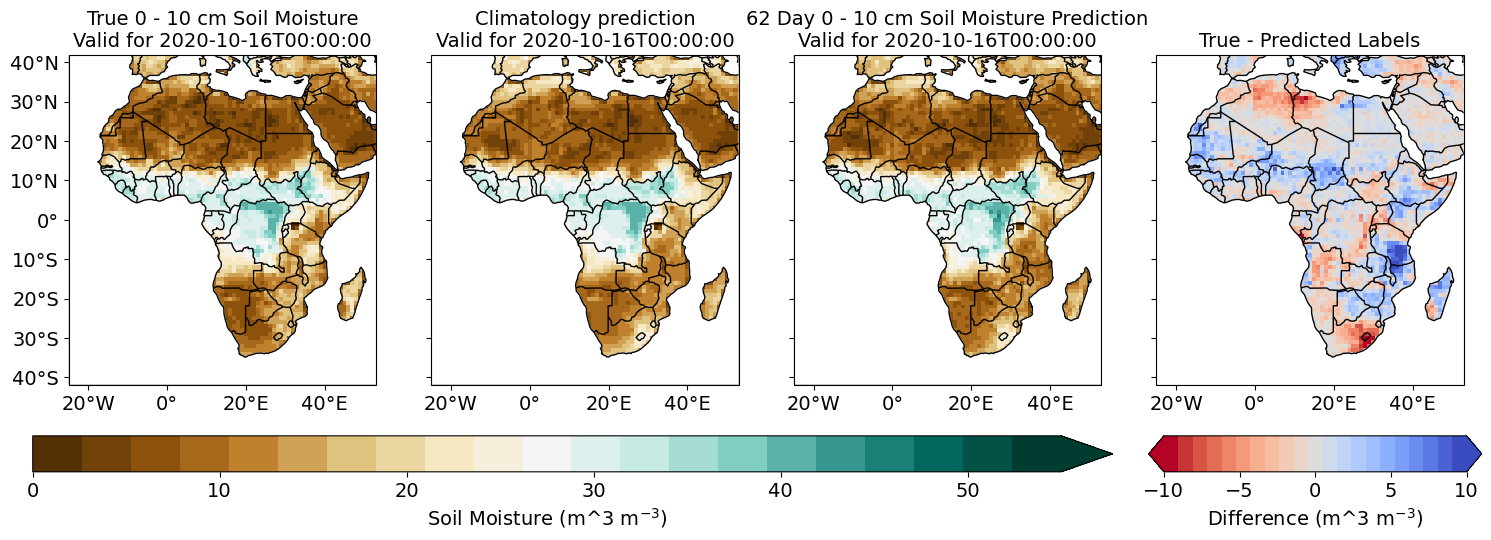 True 0 - 10 cm Soil Moisture
Valid for 2020-10-16T00:00:00
Climatology prediction
Valid for 2020-10-16T00:00:00
62 Day 0 - 10 cm Soil Moisture Prediction
Valid for 2020-10-16T00:00:00
True - Predicted Labels
40°N
30°N
20°N
10°N
0°
10°S
20°S
30°S
40°S
20°W 0° 20°E 40°E
20°W 0° 20°E 40°E
20°W 0° 20°E 40°E
20°W 0° 20°E 40°E
0 10 20 30 40 50
Soil Moisture (m^3 m⁻³)
−10 −5 0 5 10
Difference (m^3 m⁻³)